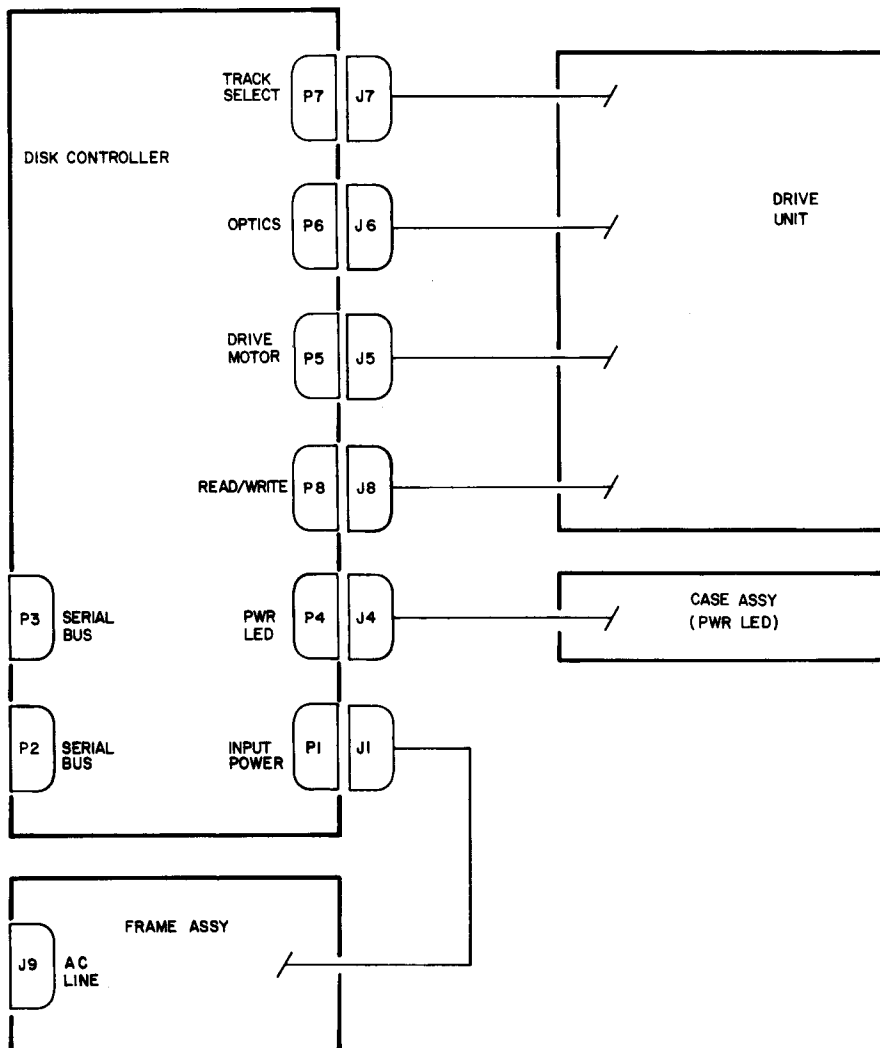 TRACK
SELECT
P7
J7
DISK CONTROLLER
DRIVE
UNIT
OPTICS
P6
J6
DRIVE
MOTOR
P5
J5
READ/WRITE
P8
J8
P3
SERIAL
BUS
PWR
LED
P4
J4
CASE ASSY
(PWR LED)
P2
SERIAL
BUS
INPUT
POWER
P1
J1
FRAME ASSY
J9
AC
LINE